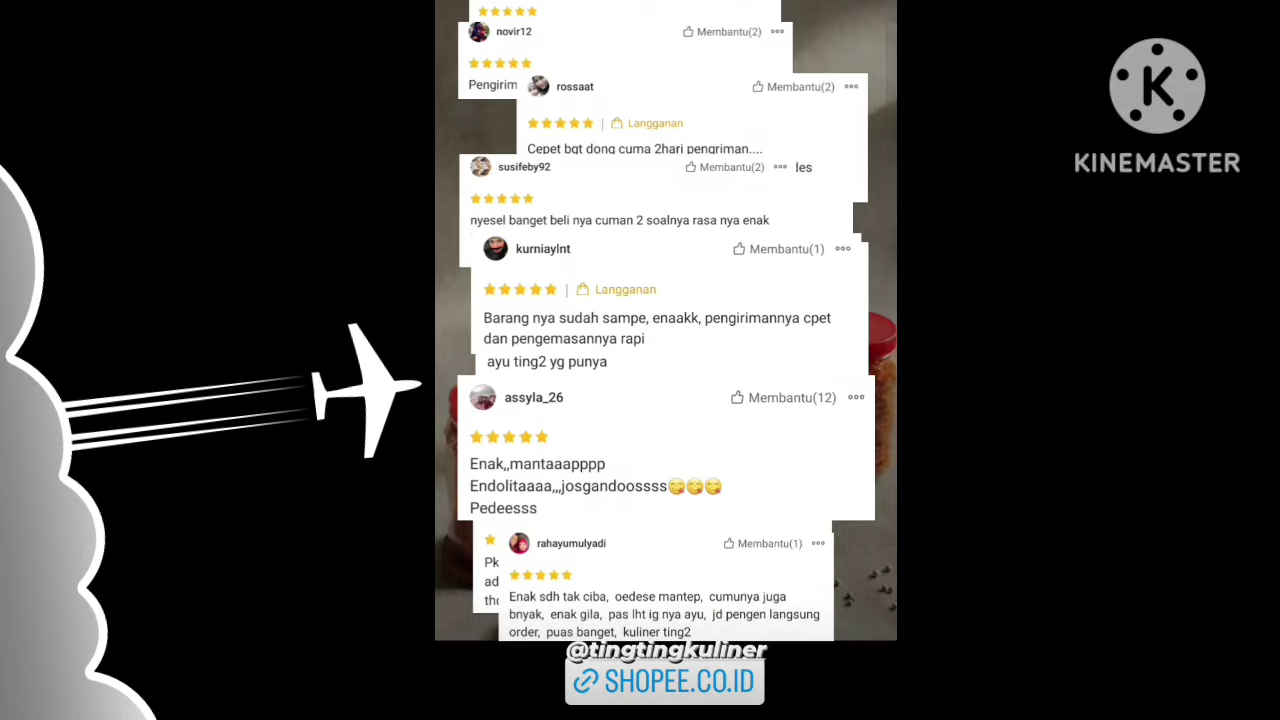 novir12 Membantu(2)
Pengirim
rossaat Membantu(2)
Langganan
Cepet bgt dong cuma 2hari pengriman....
susifeby92 Membantu(2)
des
nyesel banget beli nya cuman 2 soalnya rasa nya enak
kurniaylnt Membantu(1)
Langganan
Barang nya sudah sampe, enaakk, pengirimannya cpet
dan pengemasannya rapi
ayu ting2 yg punya
assyla_26 Membantu(12)
Enak,,mantaaapppp
Endolitaaaa,,,josgandoossss😋😋😋
Pedeesss
rahayumulyadi Membantu(1)
Pk
ad
thc
Enak sdh tak ciba, oedese mantep, cumunya juga
bnyak, enak gila, pas lht ig nya ayu, jd pengen langsung
order, puas banget, kuliner ting2
@tingtingkuliner
SHOPEE.CO.ID
K
KINEMASTER